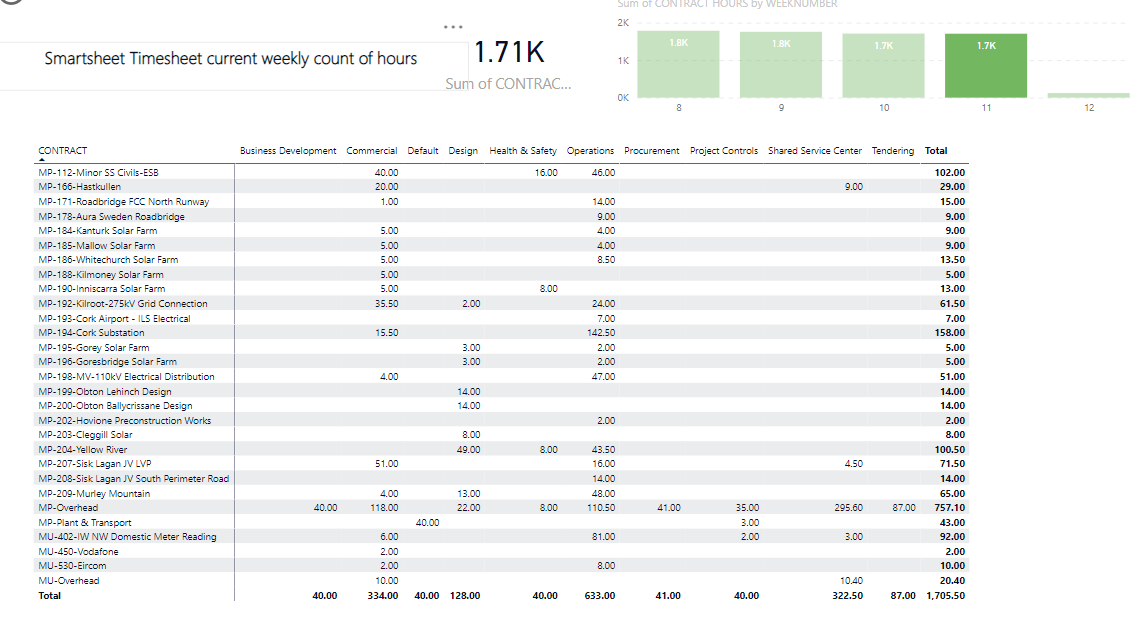 Sum of CONTRACT HOURS by WEEKNUMBER
Smartsheet Timesheet current weekly count of hours
1.71K
Sum of CONTRAC...
2K
1K
0K
1.8K 1.8K 1.7K 1.7K
8 9 10 11 12
CONTRACT Business Development Commercial Default Design Health & Safety Operations Procurement Project Controls Shared Service Center Tendering Total
MP-112-Minor SS Civils-ESB 40.00 16.00 46.00 102.00
MP-166-Hastkullen 20.00 9.00 29.00
MP-171-Roadbridge FCC North Runway 1.00 14.00 15.00
MP-178-Aura Sweden Roadbridge 9.00 9.00
MP-184-Kanturk Solar Farm 5.00 4.00 9.00
MP-185-Mallow Solar Farm 5.00 4.00 9.00
MP-186-Whitechurch Solar Farm 5.00 8.50 13.50
MP-188-Kilmoney Solar Farm 5.00 5.00
MP-190-Inniscarra Solar Farm 5.00 8.00 13.00
MP-192-Kilroot-275kV Grid Connection 35.50 2.00 24.00 61.50
MP-193-Cork Airport - ILS Electrical 7.00 7.00
MP-194-Cork Substation 15.50 142.50 158.00
MP-195-Gorey Solar Farm 3.00 2.00 5.00
MP-196-Goresbridge Solar Farm 3.00 2.00 5.00
MP-198-MV-110kV Electrical Distribution 4.00 47.00 51.00
MP-199-Obton Lehinch Design 14.00 14.00
MP-200-Obton Ballycrissane Design 14.00 14.00
MP-202-Hovione Preconstruction Works 2.00 2.00
MP-203-Cleggill Solar 8.00 8.00
MP-204-Yellow River 49.00 8.00 43.50 100.50
MP-207-Sisk Lagan JV LVP 51.00 16.00 4.50 71.50
MP-208-Sisk Lagan JV South Perimeter Road 14.00 14.00
MP-209-Murley Mountain 4.00 13.00 48.00 65.00
MP-Overhead 40.00 118.00 22.00 8.00 110.50 41.00 35.00 295.60 87.00 757.10
MP-Plant & Transport 40.00 3.00 43.00
MU-402-IW NW Domestic Meter Reading 6.00 81.00 2.00 3.00 92.00
MU-450-Vodafone 2.00 2.00
MU-530-Eircom 2.00 8.00 10.00
MU-Overhead 10.00 10.40 20.40
Total 40.00 334.00 40.00 128.00 40.00 633.00 41.00 40.00 322.50 87.00 1,705.50